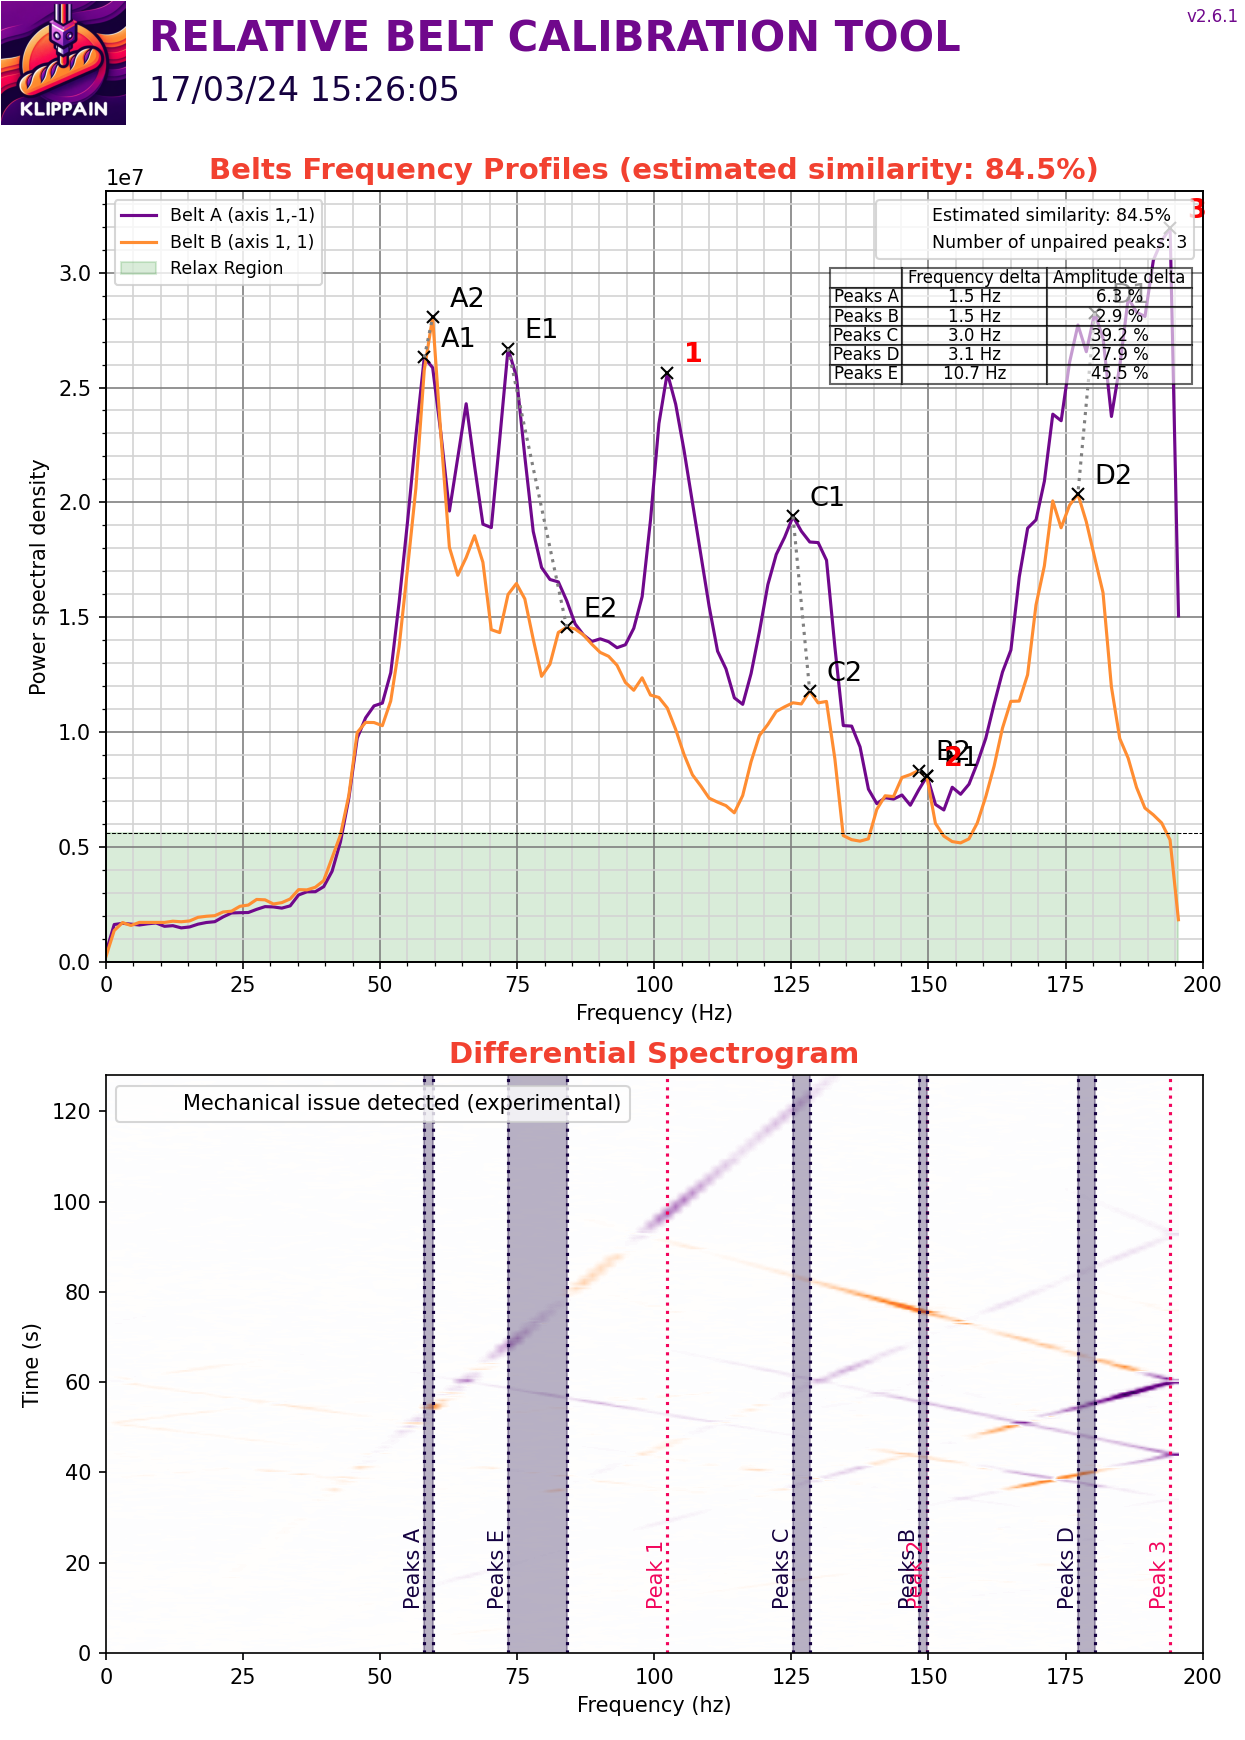 RELATIVE BELT CALIBRATION TOOL
v2.6.1
17/03/24 15:26:05
KLIPPAIN
Belts Frequency Profiles (estimated similarity: 84.5%)
1e7
Belt A (axis 1,-1)
Belt B (axis 1, 1)
Relax Region
Estimated similarity: 84.5%
Number of unpaired peaks: 3
3
Frequency delta Amplitude delta
Peaks A 1.5 Hz 6.3 %
Peaks B 1.5 Hz 2.9 %
Peaks C 3.0 Hz 39.2 %
Peaks D 3.1 Hz 27.9 %
Peaks E 10.7 Hz 45.5 %
D1
A2
A1
E1
1
D2
C1
E2
C2
B2
2
B1
3.0
2.5
2.0
1.5
1.0
0.5
0.0
Power spectral density
0 25 50 75 100 125 150 175 200
Frequency (Hz)
Differential Spectrogram
Mechanical issue detected (experimental)
120
100
80
60
40
20
0
Time (s)
Peaks A
Peaks E
Peak 1
Peaks C
Peaks B
Peak 2
Peaks D
Peak 3
0 25 50 75 100 125 150 175 200
Frequency (hz)